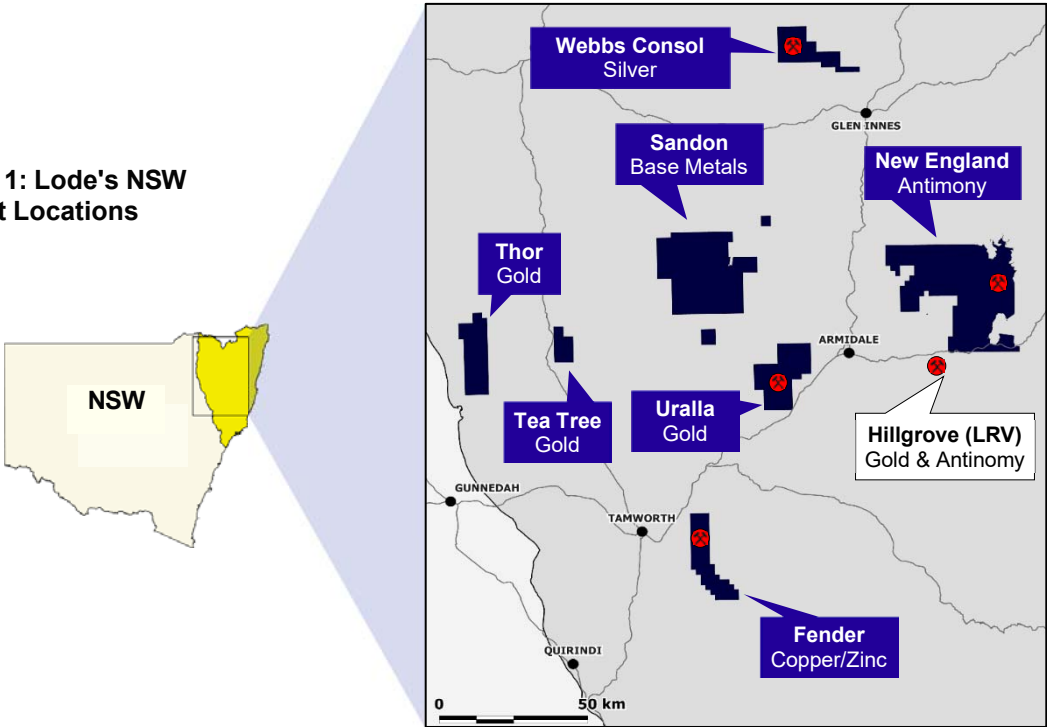 1: Lode's NSW
t Locations
NSW
Webbs Consol
Silver
GLEN INNES
Sandon
Base Metals
New England
Antimony
Thor
Gold
ARMIDALE
Tea Tree
Gold
Uralla
Gold
Hillgrove (LRV)
Gold & Antinomy
GUNNEDAH
TAMWORTH
Fender
Copper/Zinc
QUIRINDI
0 50 km